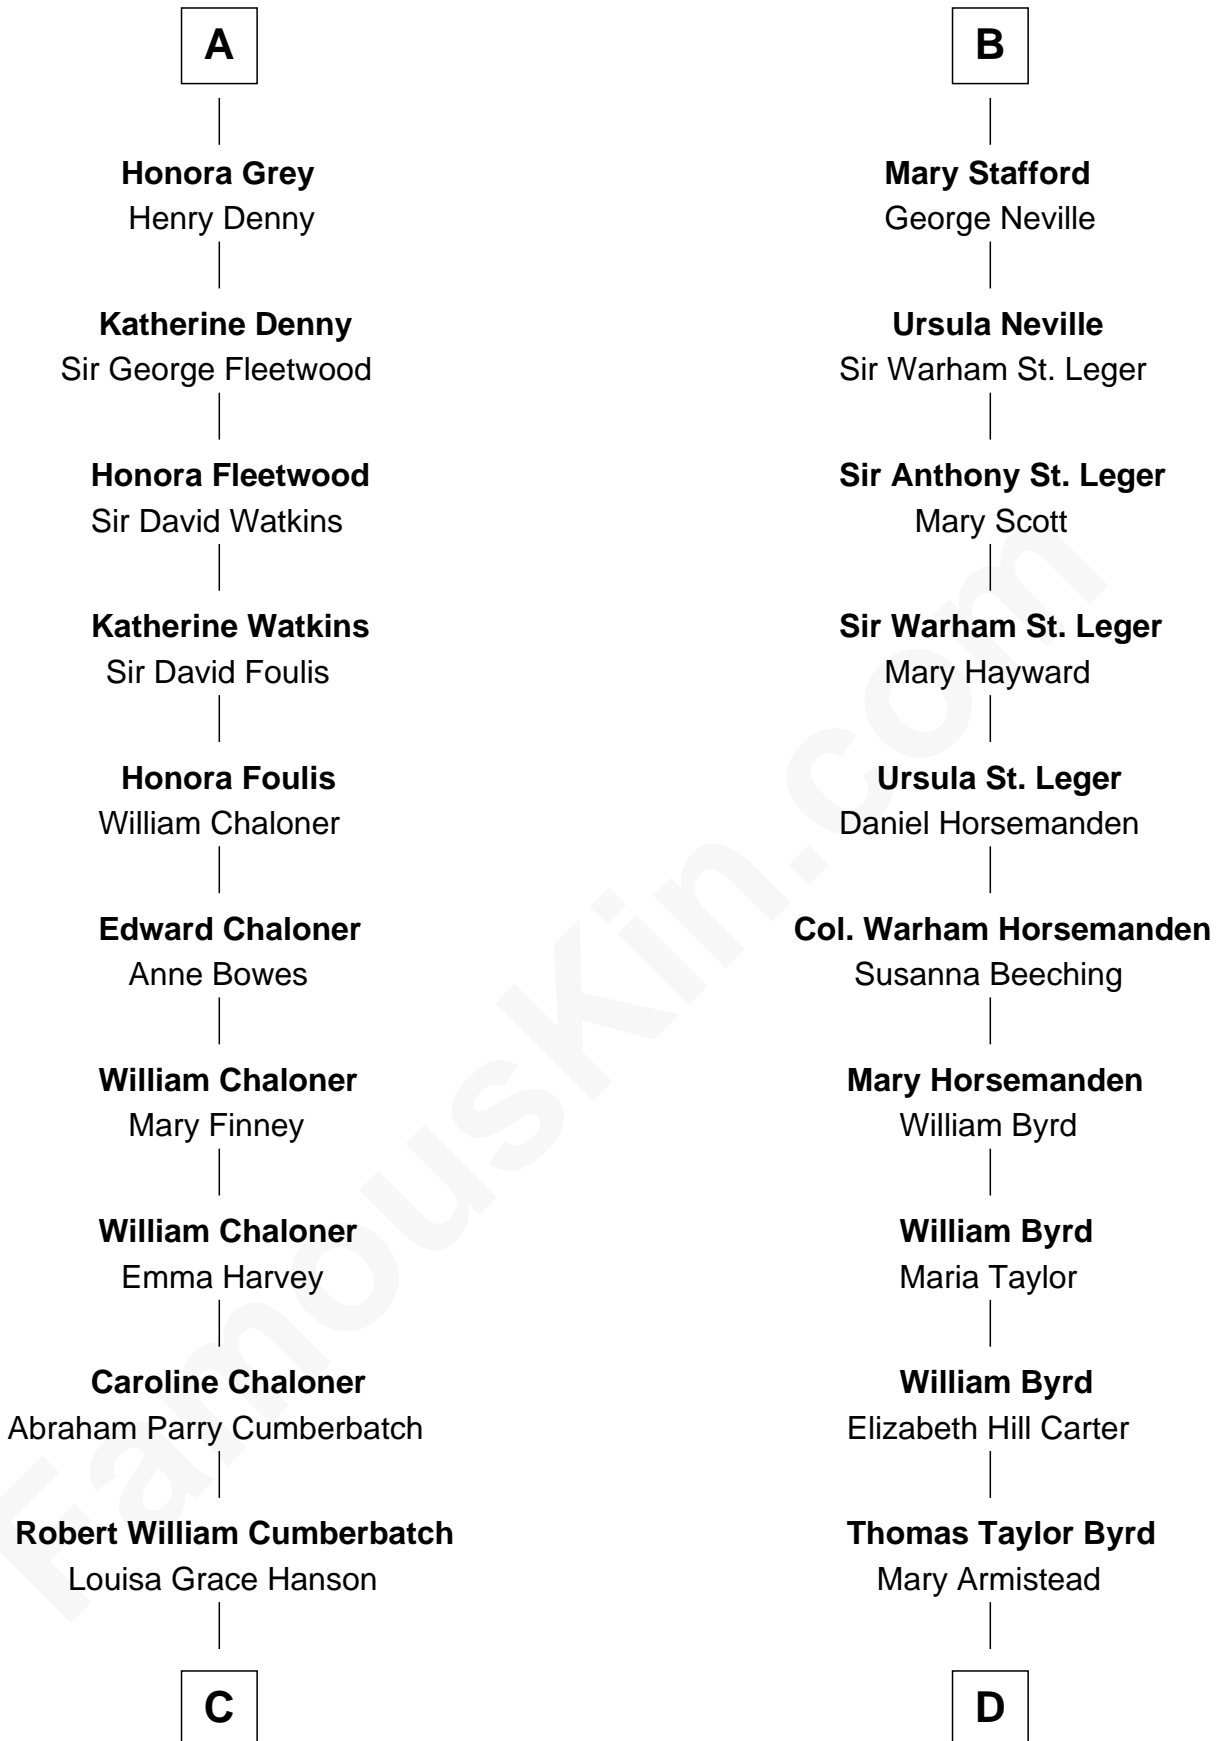 A
Honora Grey
Henry Denny
Katherine Denny
Sir George Fleetwood
Honora Fleetwood
Sir David Watkins
Katherine Watkins
Sir David Foulis
Honora Foulis
William Chaloner
Edward Chaloner
Anne Bowes
William Chaloner
Mary Finney
William Chaloner
Emma Harvey
Caroline Chaloner
Abraham Parry Cumberbatch
Robert William Cumberbatch
Louisa Grace Hanson
C
B
Mary Stafford
George Neville
Ursula Neville
Sir Warham St. Leger
Sir Anthony St. Leger
Mary Scott
Sir Warham St. Leger
Mary Hayward
Ursula St. Leger
Daniel Horsemanden
Col. Warham Horsemanden
Susanna Beeching
Mary Horsemanden
William Byrd
William Byrd
Maria Taylor
William Byrd
Elizabeth Hill Carter
Thomas Taylor Byrd
Mary Armistead
D
FamousKin.com